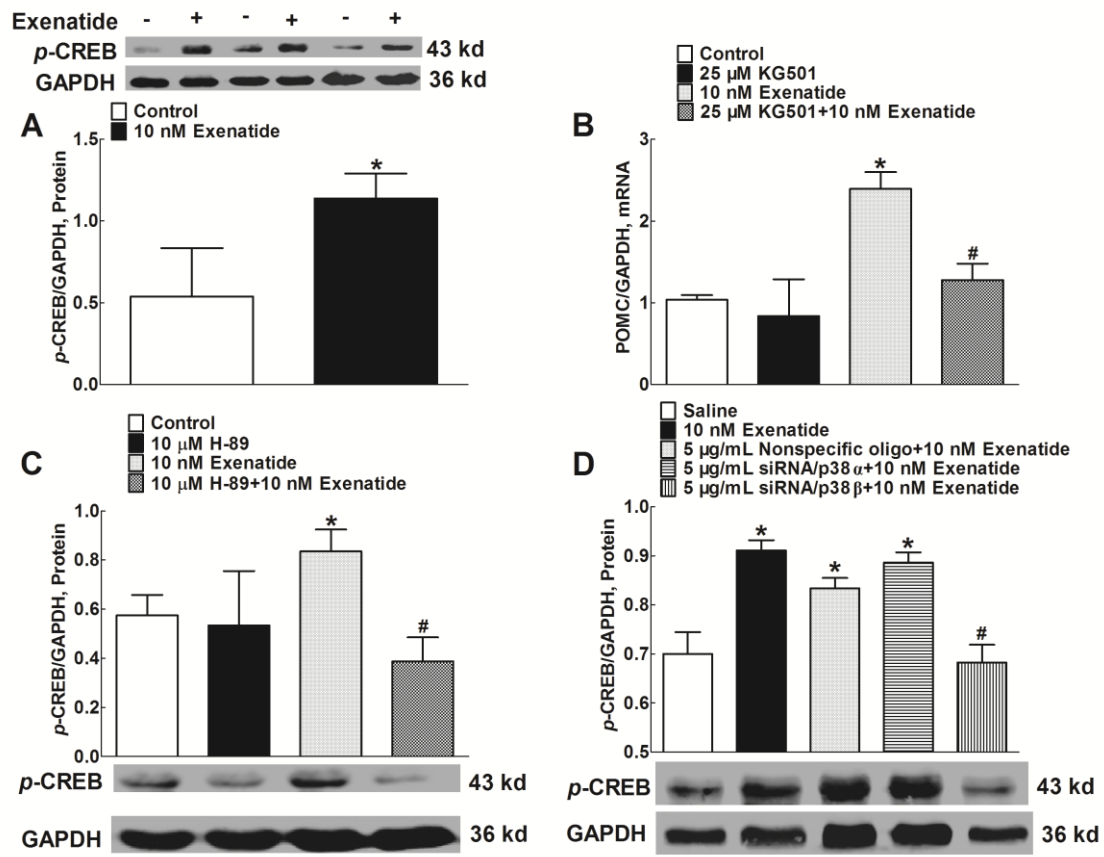 Exenatide - + - + - +
p-CREB 43 kd
GAPDH 36 kd
A
Control
10 nM Exenatide
p-CREB/GAPDH, Protein
1.5
1.0
0.5
0.0
*
B
Control
25 µM KG501
10 nM Exenatide
25 µM KG501+10 nM Exenatide
POMC/GAPDH, mRNA
3
2
1
0
*
#
C
Control
10 µM H-89
10 nM Exenatide
10 µM H-89+10 nM Exenatide
p-CREB/GAPDH, Protein
1.0
0.8
0.6
0.4
0.2
0.0
*
#
p-CREB 43 kd
GAPDH 36 kd
D
Saline
10 nM Exenatide
5 µg/mL Nonspecific oligo+10 nM Exenatide
5 µg/mL siRNA/p38α+10 nM Exenatide
5 µg/mL siRNA/p38β+10 nM Exenatide
p-CREB/GAPDH, Protein
1.0
0.9
0.8
0.7
0.6
0.5
*
*
*
#
p-CREB 43 kd
GAPDH 36 kd